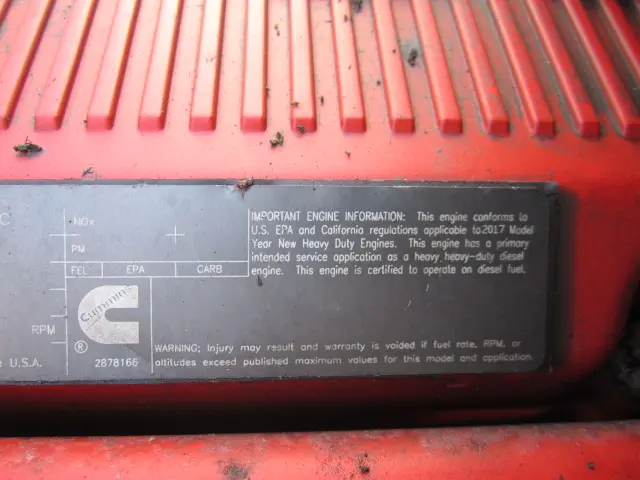 C
NOx
PM
FEL EPA CARB
RPM
e U.S.A.
Cummins
®
2878166
IMPORTANT ENGINE INFORMATION: This engine conforms to
U.S. EPA and California regulations applicable to 2017 Model
Year New Heavy Duty Engines. This engine has a primary
intended service application as a heavy heavy-duty diesel
engine. This engine is certified to operate on diesel fuel.
WARNING; Injury may result and warranty is voided if fuel rate, RPM, or
altitudes exceed published maximum values for this model and application.